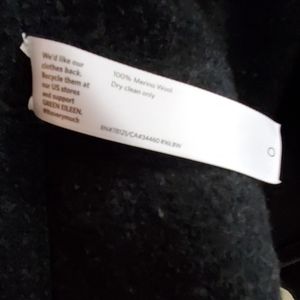 We'd like our
clothes back.
Recycle them at
our US stores
and support
GREEN EILEEN.
100% Merino Wool
Dry clean only